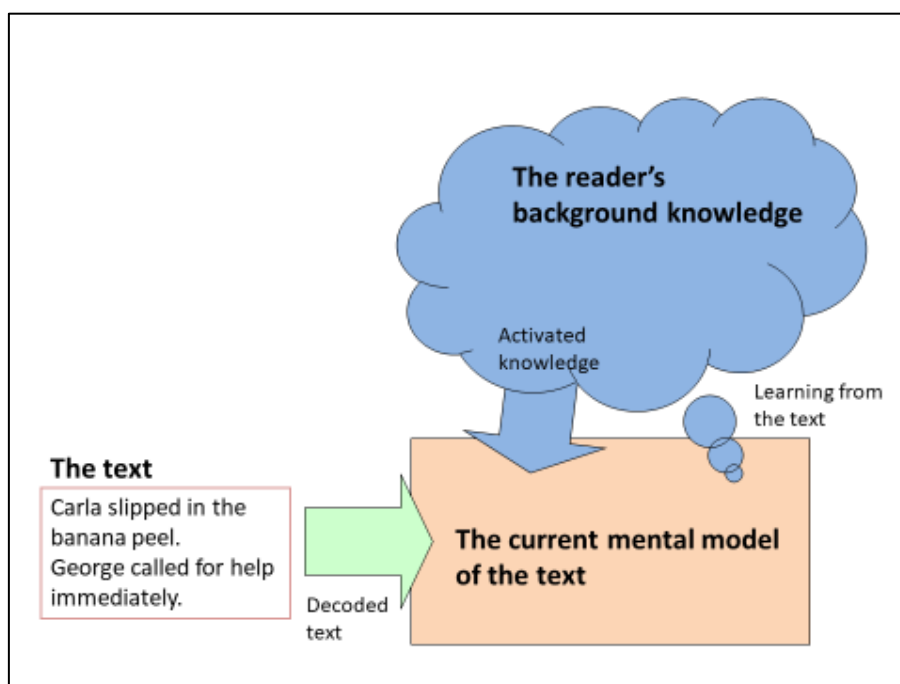 The reader's
background knowledge
Activated
knowledge
Learning from
the text
The text
Carla slipped in the
banana peel.
George called for help
immediately.
Decoded
text
The current mental model
of the text